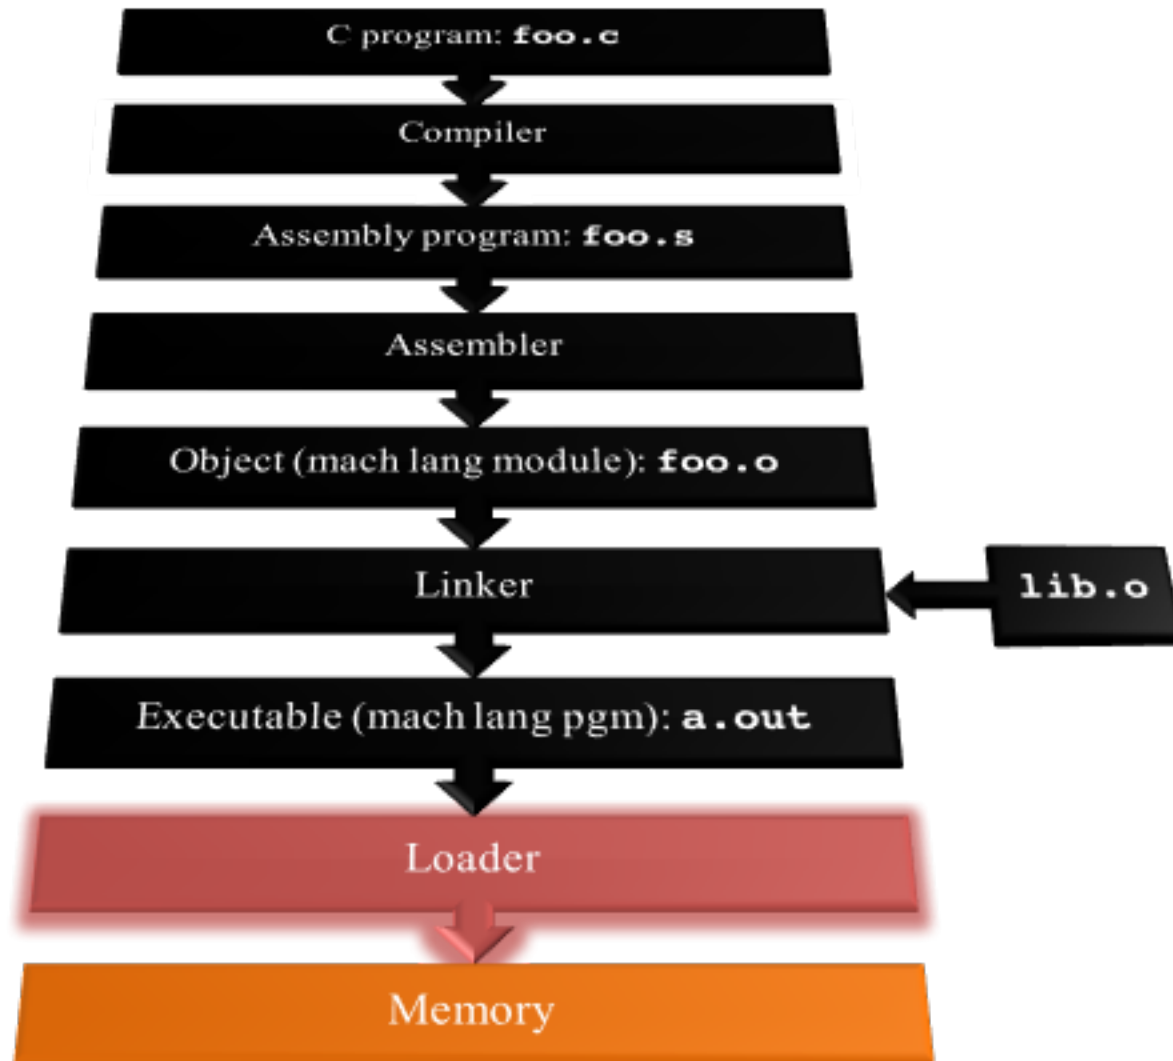 C program: foo.c
Compiler
Assembly program: foo.s
Assembler
Object (mach lang module): foo.o
Linker
lib.o
Executable (mach lang pgm): a.out
Loader
Memory